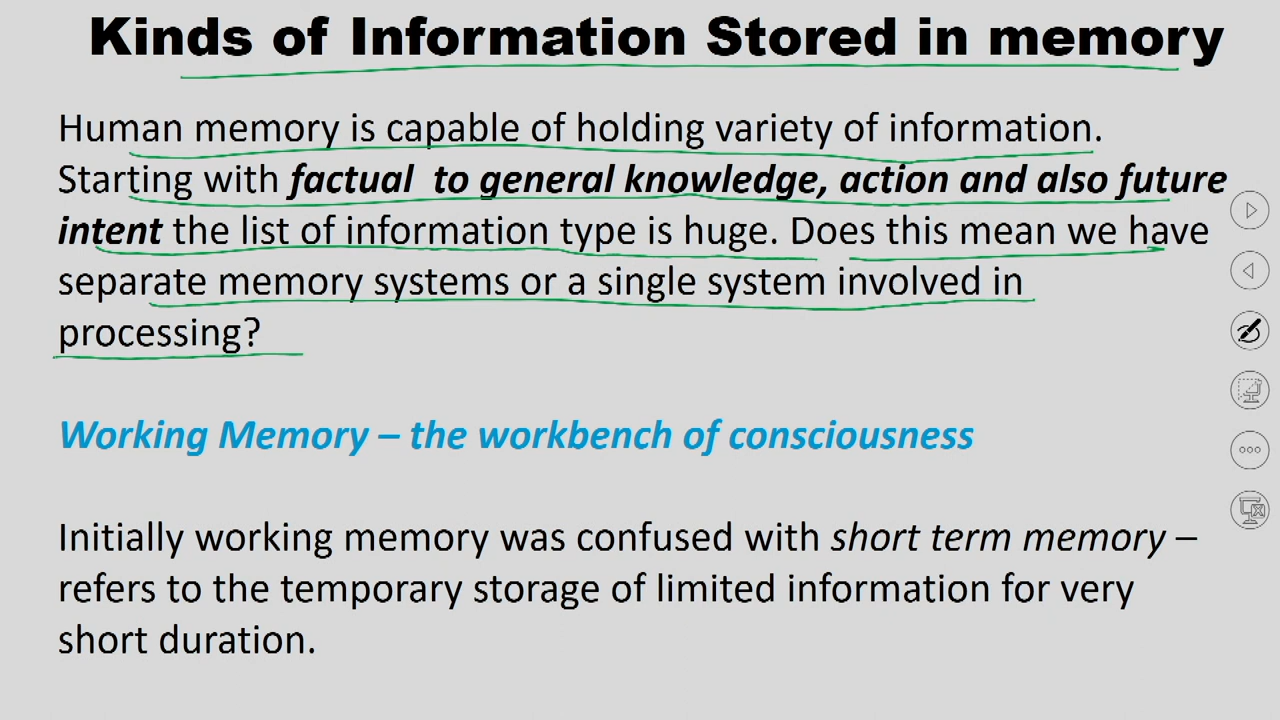 Kinds of Information Stored in memory
Human memory is capable of holding variety of information.
Starting with factual to general knowledge, action and also future
intent the list of information type is huge. Does this mean we have
separate memory systems or a single system involved in
processing?
Working Memory – the workbench of consciousness
Initially working memory was confused with short term memory –
refers to the temporary storage of limited information for very
short duration.